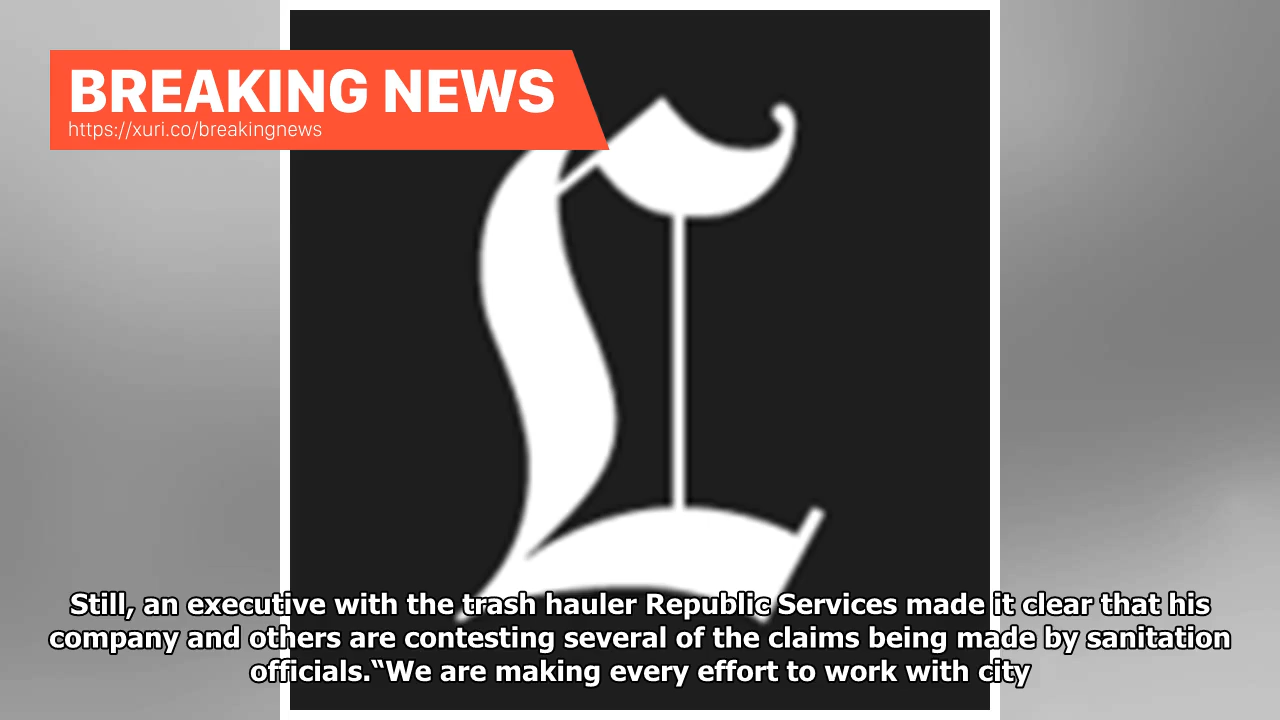 BREAKING NEWS
https://xuri.co/breakingnews
L
Still, an executive with the trash hauler Republic Services made it clear that his
company and others are contesting several of the claims being made by sanitation
officials.“We are making every effort to work with city